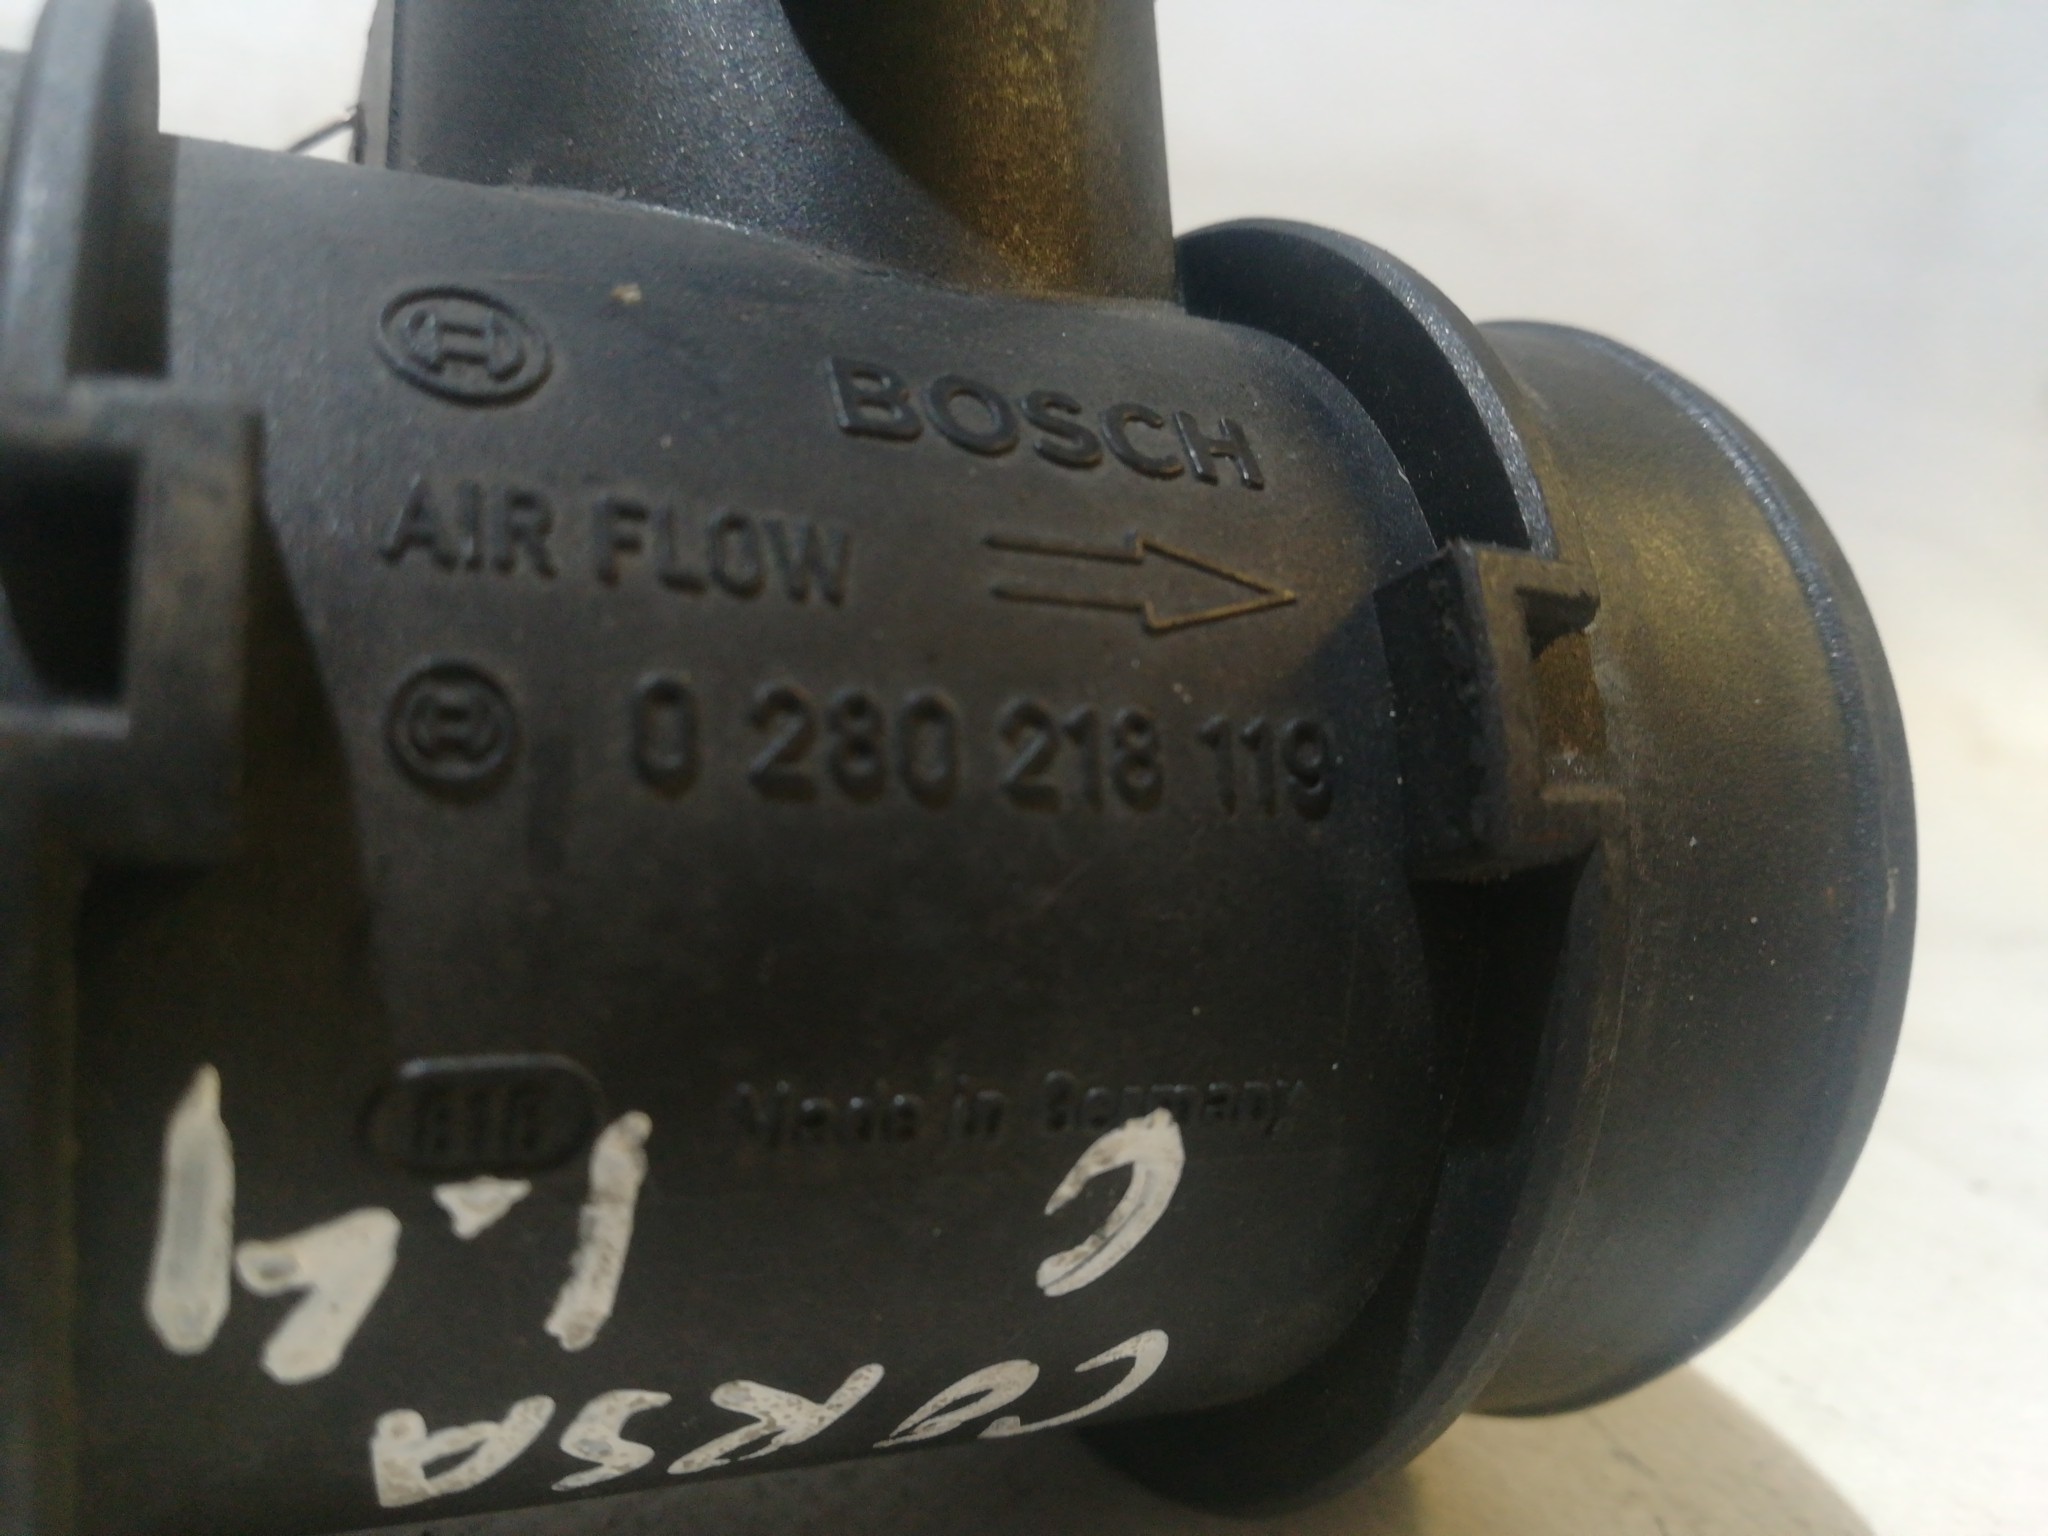 BOSCH
AIR FLOW
0 280 218 119
Made in Germany
CORSA
C
1.4